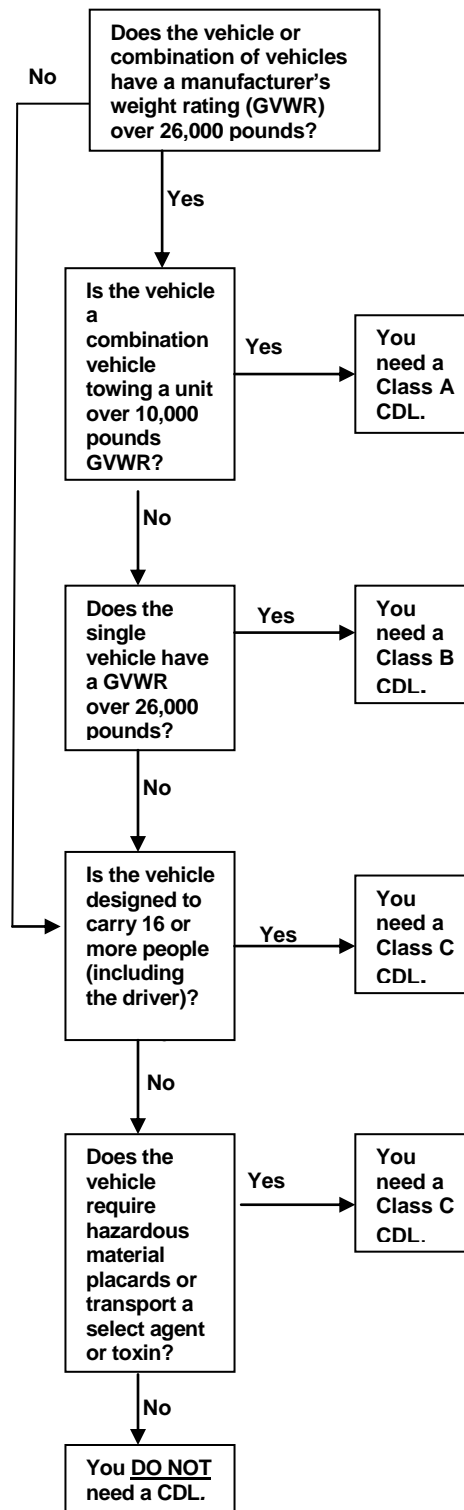 Does the vehicle or
combination of vehicles
have a manufacturer's
weight rating (GVWR)
over 26,000 pounds?
No
Yes
Is the vehicle
a
combination
vehicle
towing a unit
over 10,000
pounds
GVWR?
Yes
You
need a
Class A
CDL.
No
Does the
single
vehicle have
a GVWR
over 26,000
pounds?
Yes
You
need a
Class B
CDL.
No
Is the vehicle
designed to
carry 16 or
more people
(including
the driver)?
Yes
You
need a
Class C
CDL.
No
Does the
vehicle
require
hazardous
material
placards or
transport a
select agent
or toxin?
Yes
You
need a
Class C
CDL.
No
You DO NOT
need a CDL.